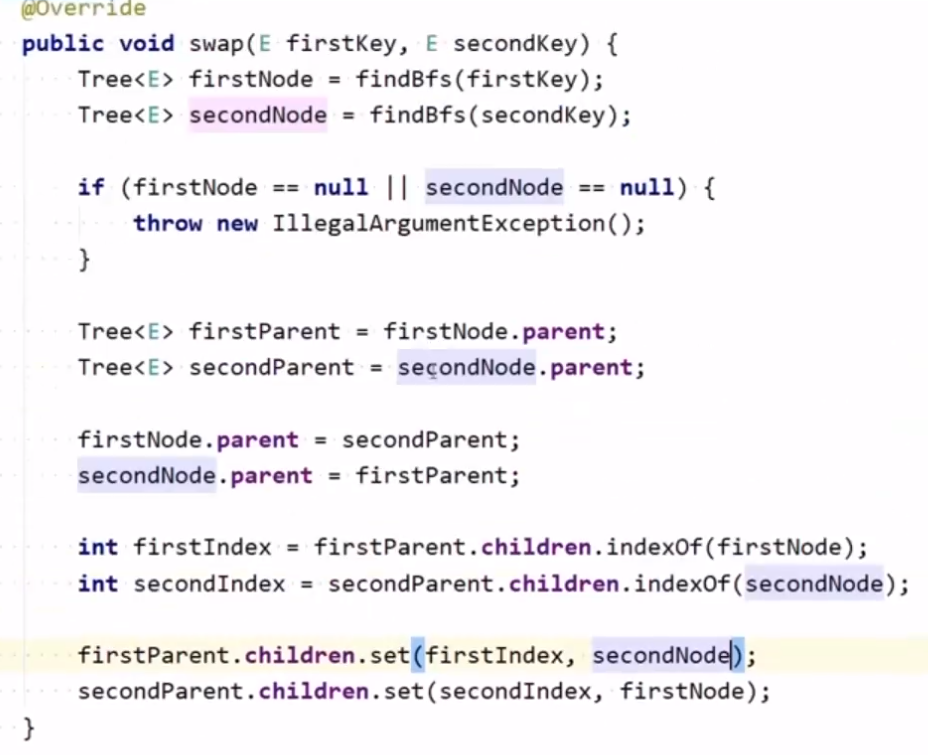 @Override
public void swap(E firstKey, E secondKey) {
Tree<E> firstNode = findBfs(firstKey);
Tree<E> secondNode = findBfs(secondKey);
if (firstNode == null || secondNode == null) {
throw new IllegalArgumentException();
}
Tree<E> firstParent = firstNode.parent;
Tree<E> secondParent = secondNode.parent;
firstNode.parent = secondParent;
secondNode.parent = firstParent;
int firstIndex = firstParent.children.indexOf(firstNode);
int secondIndex = secondParent.children.indexOf(secondNode);
firstParent.children.set(firstIndex, secondNode);
secondParent.children.set(secondIndex, firstNode);
}